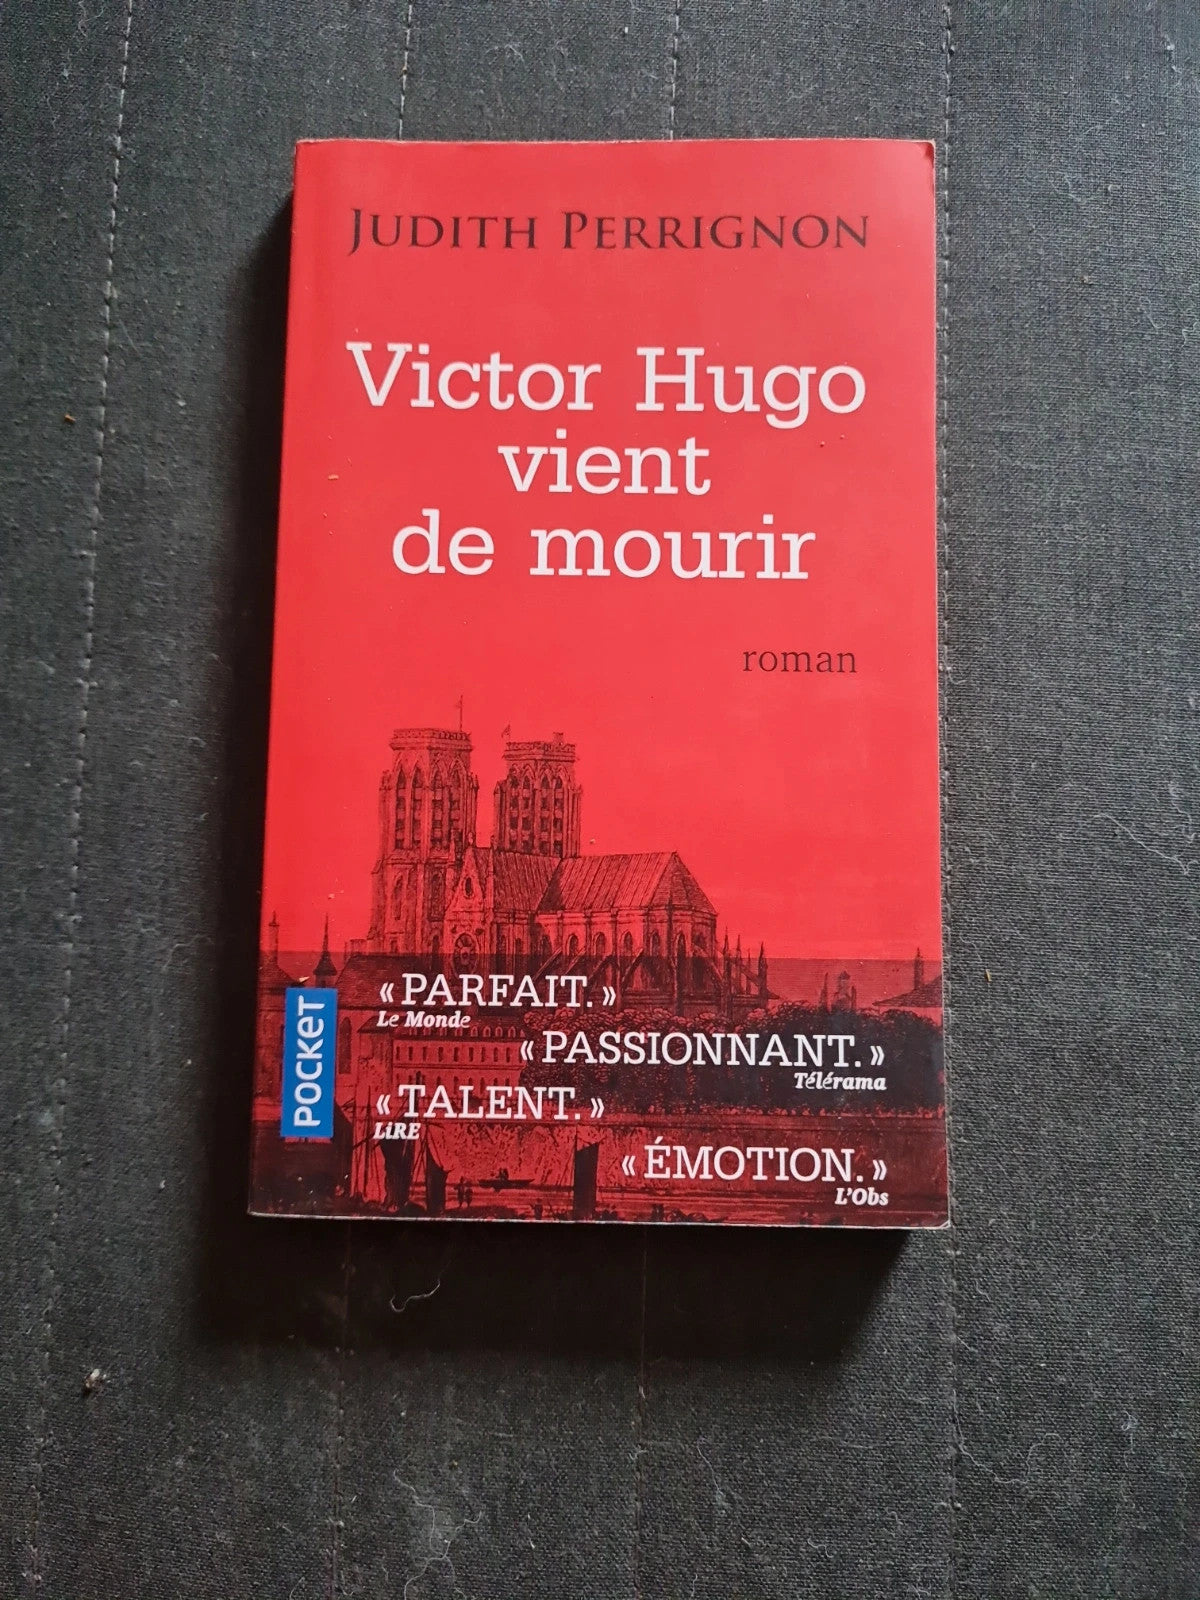 JUDITH PERRIGNON
Victor Hugo
vient
de mourir
roman
« PARFAIT. »
Le Monde
« PASSIONNANT. »
Télérama
« TALENT. »
LiRE
« ÉMOTION. »
L'Obs
POCKET